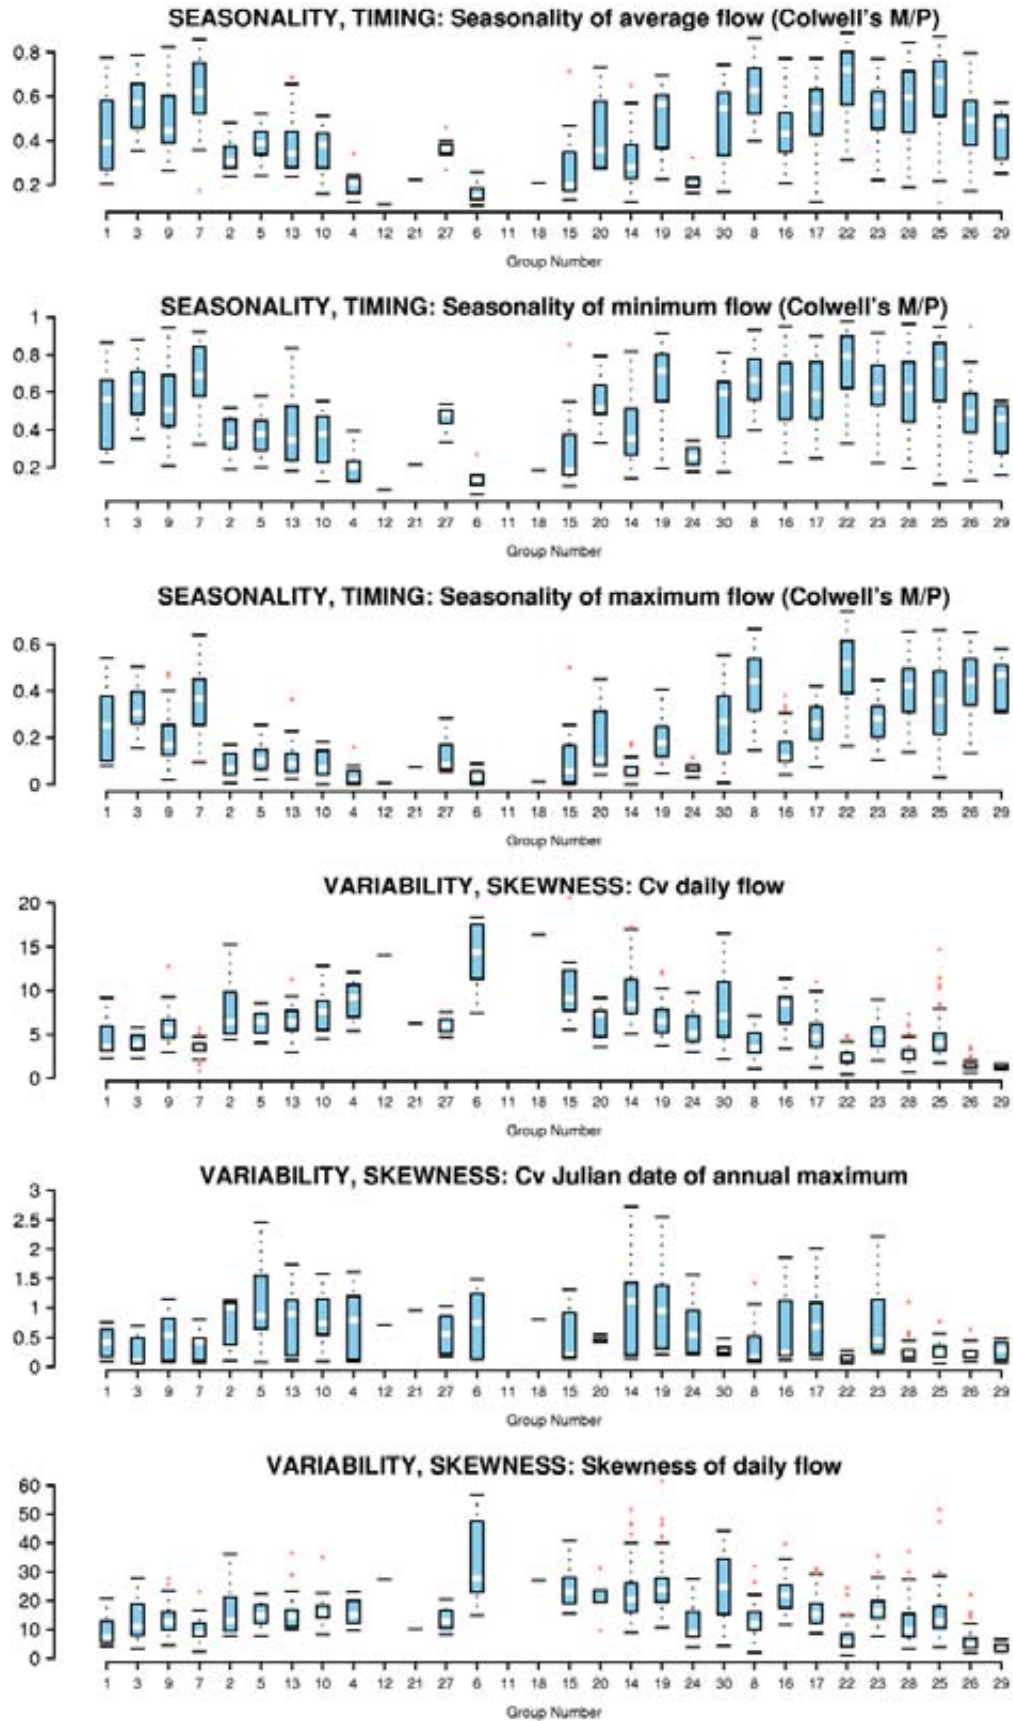 SEASONALITY, TIMING: Seasonality of average flow (Colwell's M/P)
0.8
0.6
0.4
0.2
1 3 9 7 2 5 13 10 4 12 21 27 6 11 18 15 20 14 19 24 30 8 16 17 22 23 28 25 26 29
Group Number
SEASONALITY, TIMING: Seasonality of minimum flow (Colwell's M/P)
1
0.8
0.6
0.4
0.2
1 3 9 7 2 5 13 10 4 12 21 27 6 11 18 15 20 14 19 24 30 8 16 17 22 23 28 25 26 29
Group Number
SEASONALITY, TIMING: Seasonality of maximum flow (Colwell's M/P)
0.6
0.4
0.2
0
1 3 9 7 2 5 13 10 4 12 21 27 6 11 18 15 20 14 19 24 30 8 16 17 22 23 28 25 26 29
Group Number
VARIABILITY, SKEWNESS: Cv daily flow
20
15
10
5
0
1 3 9 7 2 5 13 10 4 12 21 27 6 11 18 15 20 14 19 24 30 8 16 17 22 23 28 25 26 29
Group Number
VARIABILITY, SKEWNESS: Cv Julian date of annual maximum
3
2.5
2
1.5
1
0.5
0
1 3 9 7 2 5 13 10 4 12 21 27 6 11 18 15 20 14 19 24 30 8 16 17 22 23 28 25 26 29
Group Number
VARIABILITY, SKEWNESS: Skewness of daily flow
60
50
40
30
20
10
0
1 3 9 7 2 5 13 10 4 12 21 27 6 11 18 15 20 14 19 24 30 8 16 17 22 23 28 25 26 29
Group Number